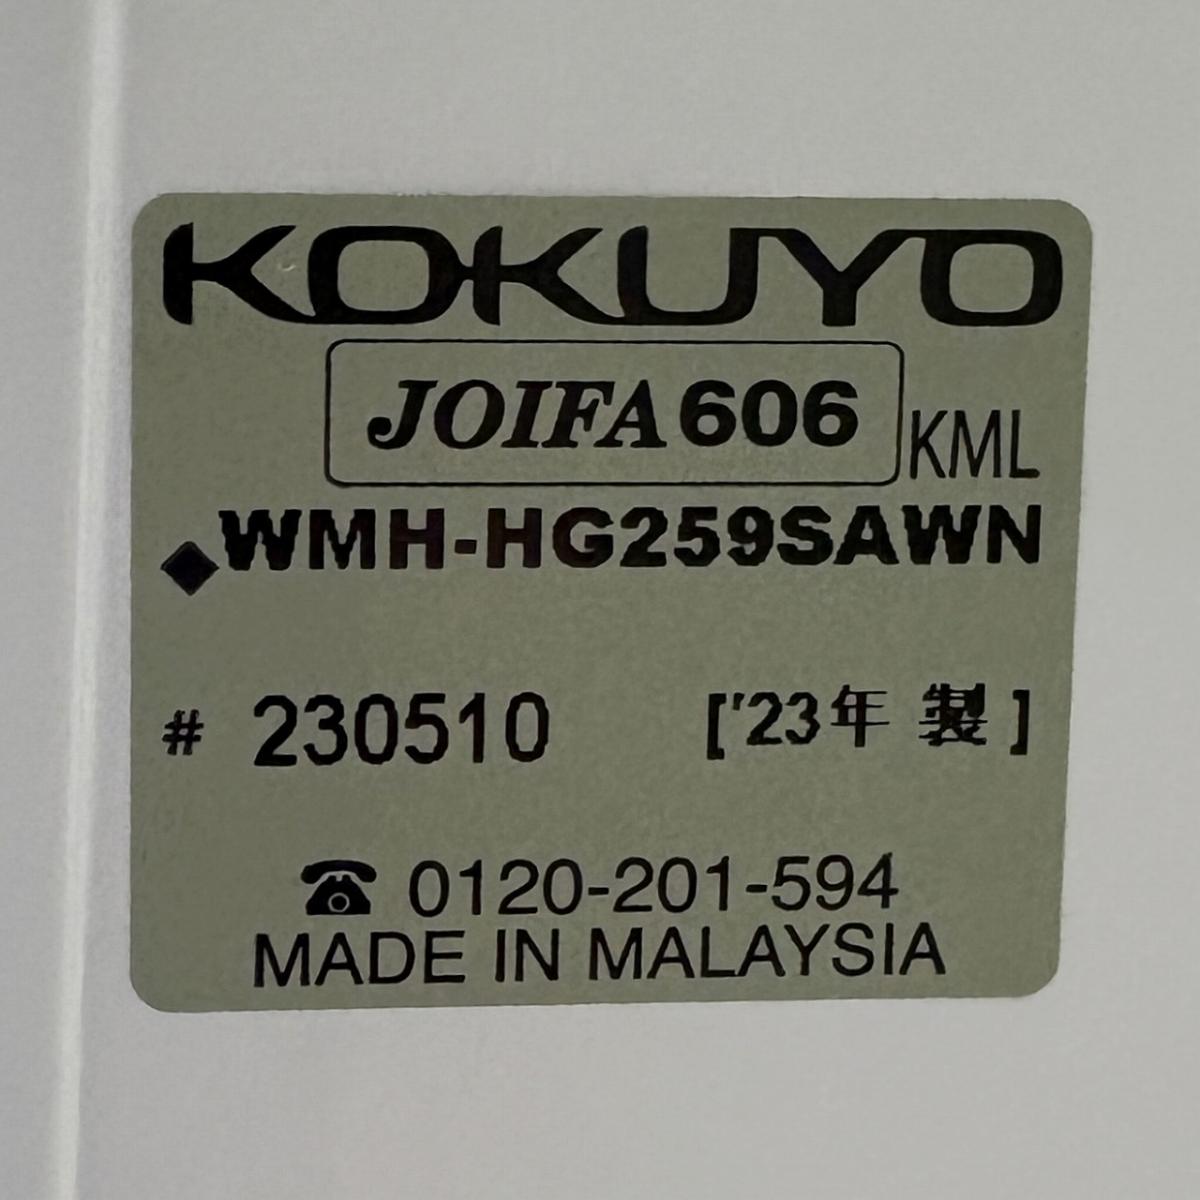 KOKUYO
JOIFA 606 KML
◆WMH-HG259SAWN
# 230510 ['23年 製]
☎ 0120-201-594
MADE IN MALAYSIA